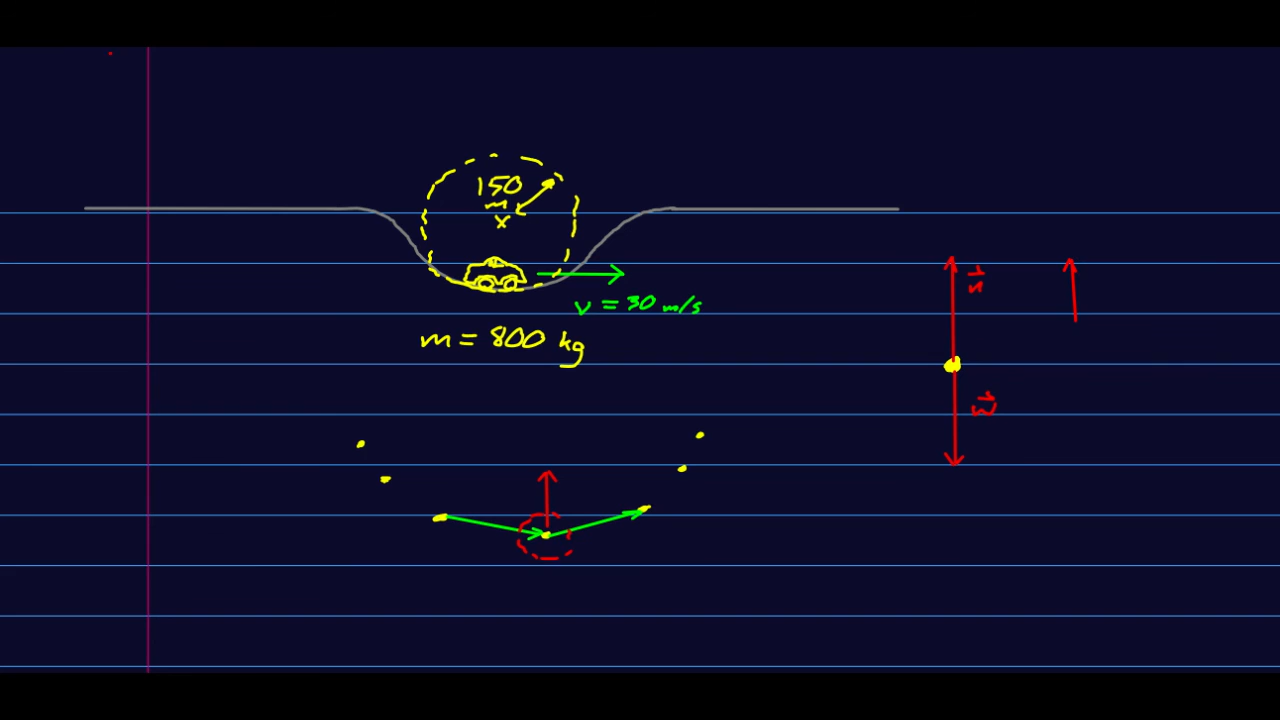 150
m
x
v = 30 m/s
m = 800 kg
n
w